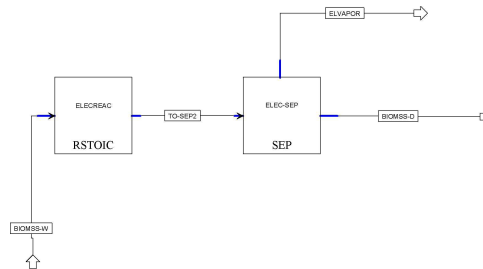 ELVAPOR
ELECREAC
RSTOIC
TO-SEP2
ELEC-SEP
SEP
BIOMSS-D
BIOMSS-W